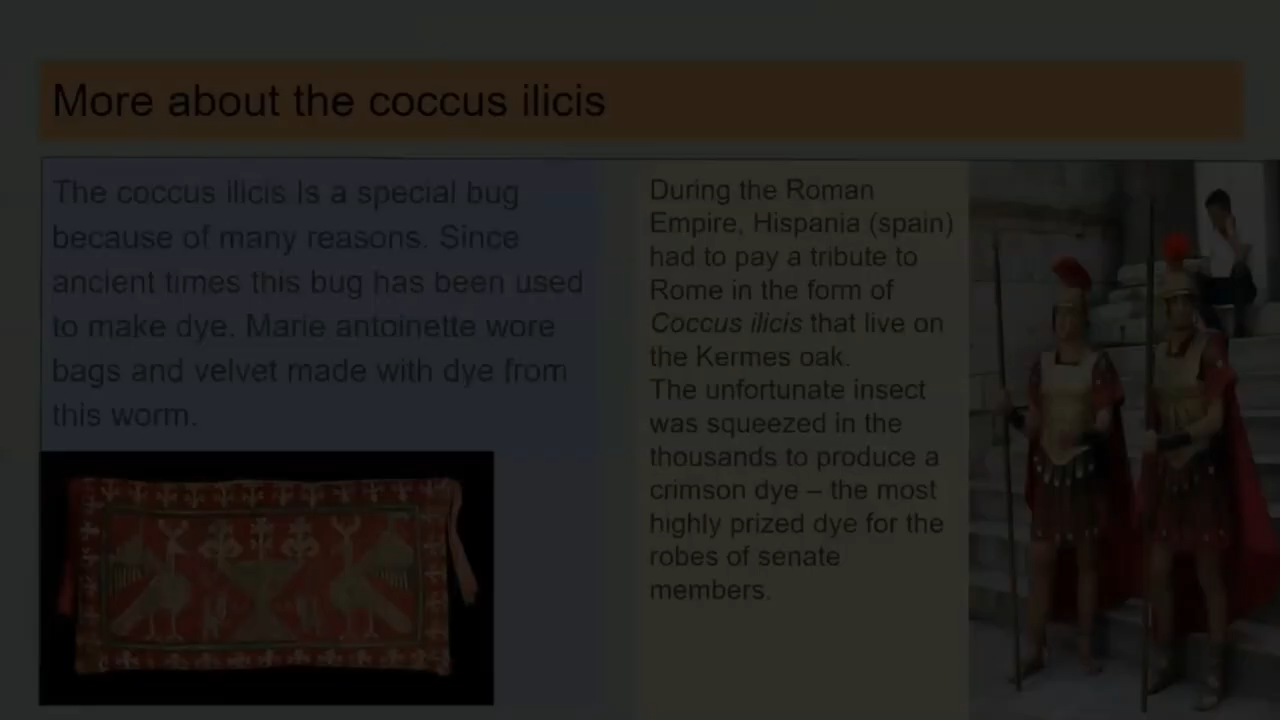 More about the coccus ilicis
The coccus ilicis Is a special bug
because of many reasons. Since
ancient times this bug has been used
to make dye. Marie antoinette wore
bags and velvet made with dye from
this worm.
During the Roman
Empire, Hispania (spain)
had to pay a tribute to
Rome in the form of
Coccus ilicis that live on
the Kermes oak.
The unfortunate insect
was squeezed in the
thousands to produce a
crimson dye – the most
highly prized dye for the
robes of senate
members.